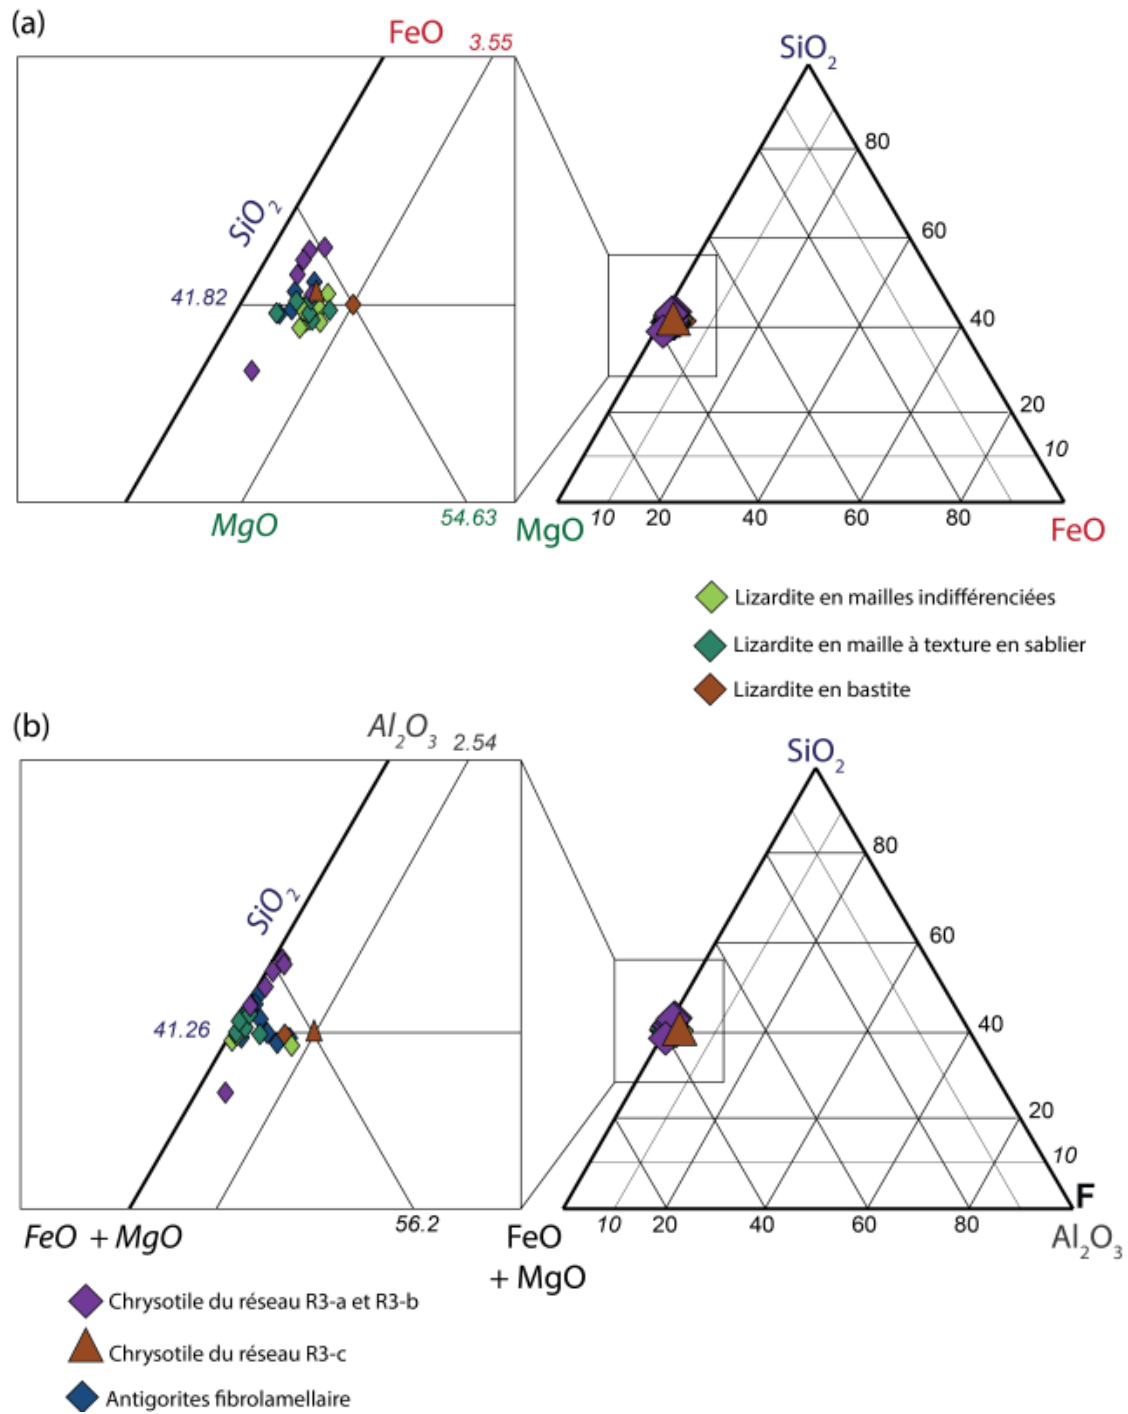 (a)
FeO
3.55
SiO2
41.82
MgO
54.63
SiO2
80
60
40
20
10
MgO
10
20
40
60
80
FeO
Lizardite en mailles indifférenciées
Lizardite en maille à texture en sablier
Lizardite en bastite
(b)
Al2O3
2.54
SiO2
41.26
FeO + MgO
56.2
SiO2
80
60
40
20
10
F
FeO
+ MgO
10
20
40
60
80
Al2O3
Chrysotile du réseau R3-a et R3-b
Chrysotile du réseau R3-c
Antigorites fibrolamellaire